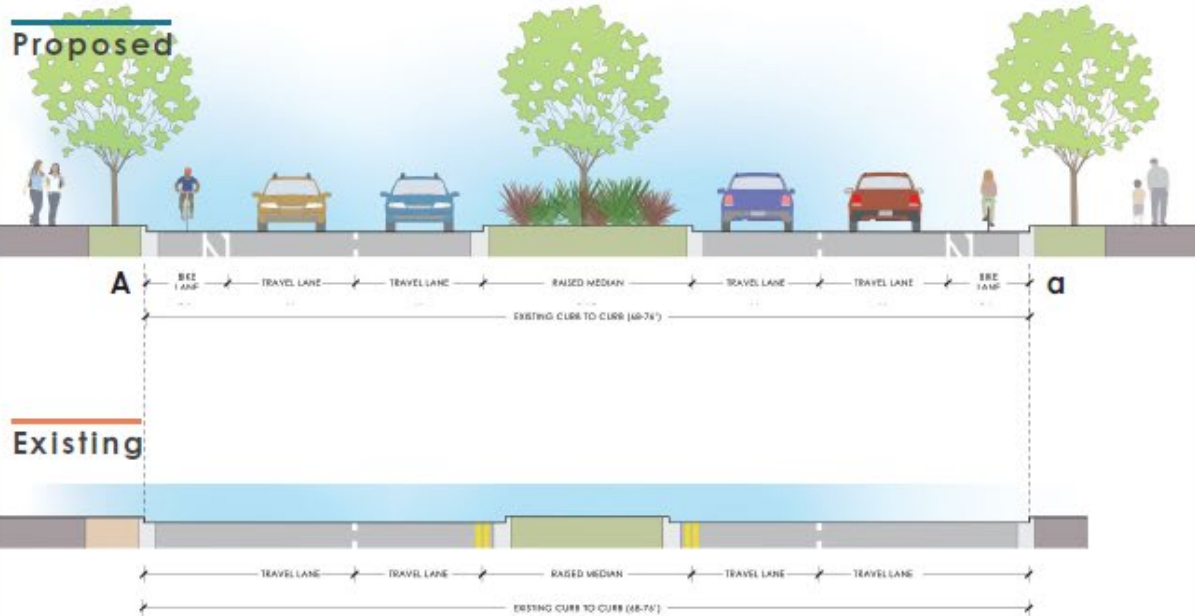 Proposed
A
BIKE
LANE
TRAVEL LANE
TRAVEL LANE
RAISED MEDIAN
TRAVEL LANE
TRAVEL LANE
BIKE
LANE
a
EXISTING CURB TO CURB (68-76')
Existing
TRAVEL LANE
TRAVEL LANE
RAISED MEDIAN
TRAVEL LANE
TRAVEL LANE
EXISTING CURB TO CURB (68-76')